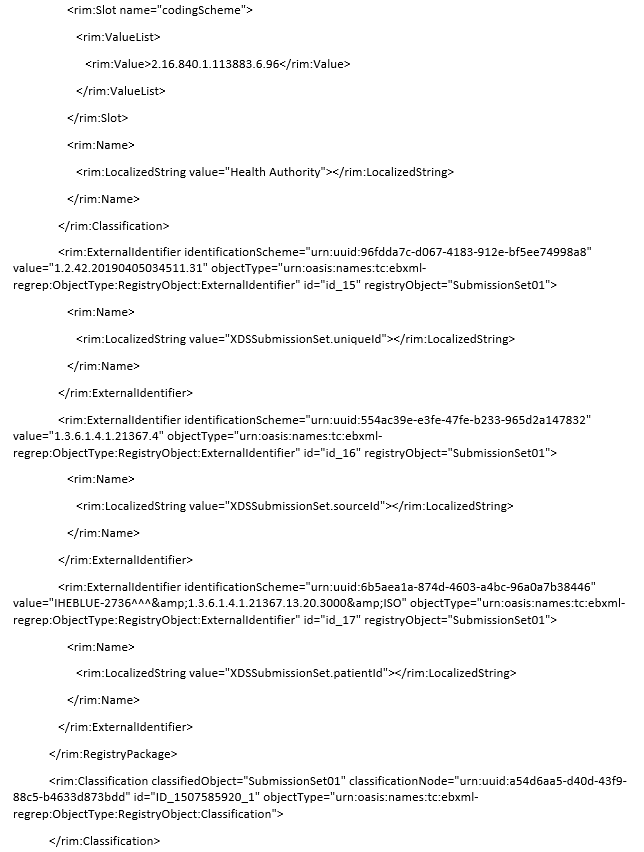 <rim:Slot name="codingScheme">
<rim:ValueList>
<rim:Value>2.16.840.1.113883.6.96</rim:Value>
</rim:ValueList>
</rim:Slot>
<rim:Name>
<rim:LocalizedString value="Health Authority"></rim:LocalizedString>
</rim:Name>
</rim:Classification>
<rim:ExternalIdentifier identificationScheme="urn:uuid:96fdda7c-d067-4183-912e-bf5ee74998a8"
value="1.2.42.20190405034511.31" objectType="urn:oasis:names:tc:ebxml-
regrep:ObjectType:RegistryObject:ExternalIdentifier" id="id_15" registryObject="SubmissionSet01">
<rim:Name>
<rim:LocalizedString value="XDSSubmissionSet.uniqueId"></rim:LocalizedString>
</rim:Name>
</rim:ExternalIdentifier>
<rim:ExternalIdentifier identificationScheme="urn:uuid:554ac39e-e3fe-47fe-b233-965d2a147832"
value="1.3.6.1.4.1.21367.4" objectType="urn:oasis:names:tc:ebxml-
regrep:ObjectType:RegistryObject:ExternalIdentifier" id="id_16" registryObject="SubmissionSet01">
<rim:Name>
<rim:LocalizedString value="XDSSubmissionSet.sourceId"></rim:LocalizedString>
</rim:Name>
</rim:ExternalIdentifier>
<rim:ExternalIdentifier identificationScheme="urn:uuid:6b5aea1a-874d-4603-a4bc-96a0a7b38446"
value="IHEBLUE-2736^^^&amp;1.3.6.1.4.1.21367.13.20.3000&amp;ISO" objectType="urn:oasis:names:tc:ebxml-
regrep:ObjectType:RegistryObject:ExternalIdentifier" id="id_17" registryObject="SubmissionSet01">
<rim:Name>
<rim:LocalizedString value="XDSSubmissionSet.patientId"></rim:LocalizedString>
</rim:Name>
</rim:ExternalIdentifier>
</rim:RegistryPackage>
<rim:Classification classifiedObject="SubmissionSet01" classificationNode="urn:uuid:a54d6aa5-d40d-43f9-
88c5-b4633d873bdd" id="ID_1507585920_1" objectType="urn:oasis:names:tc:ebxml-
regrep:ObjectType:RegistryObject:Classification">
</rim:Classification>